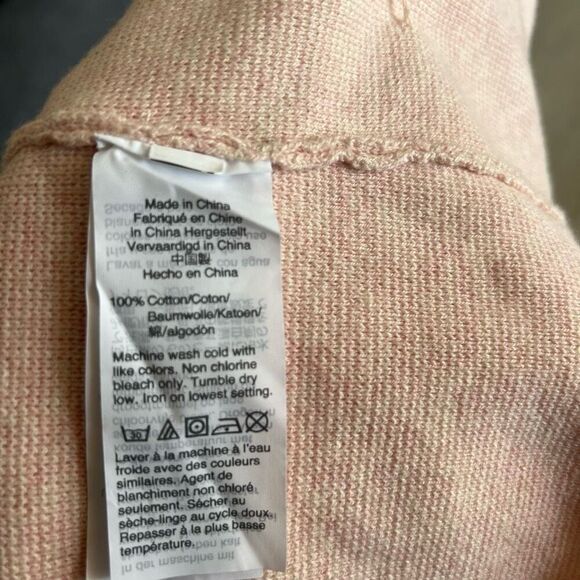 Made in China
Fabriqué en Chine
In China Hergestellt
Vervaardigd in China
中国製
Hecho en China
100% Cotton/Coton/
Baumwolle/Katoen/
綿/algodón
Machine wash cold with
like colors. Non chlorine
bleach only. Tumble dry
low. Iron on lowest setting.
30
Laver à la machine à l'eau
froide avec des couleurs
similaires. Agent de
blanchiment non chloré
seulement. Sécher au
sèche-linge au cycle doux.
Repasser à la plus basse
température.